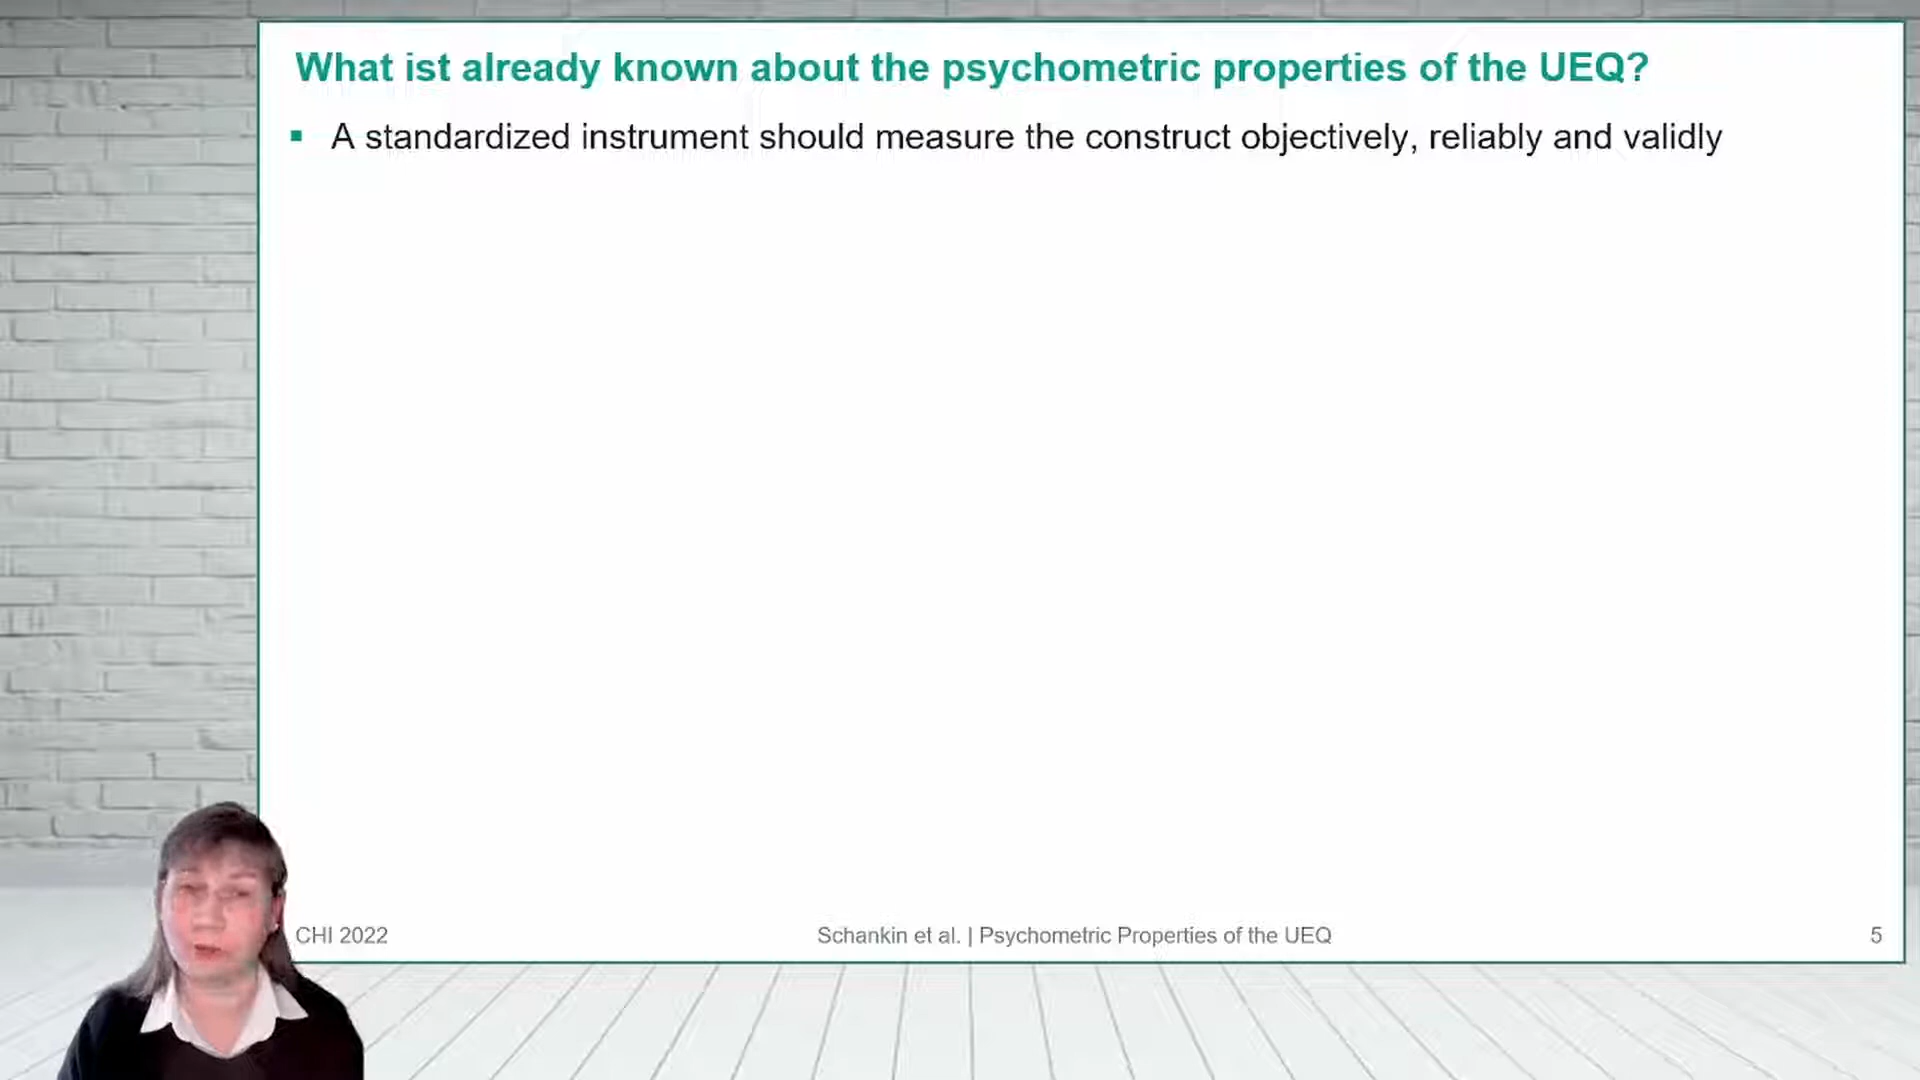 What ist already known about the psychometric properties of the UEQ?
▪ A standardized instrument should measure the construct objectively, reliably and validly
CHI 2022
Schankin et al. | Psychometric Properties of the UEQ
5